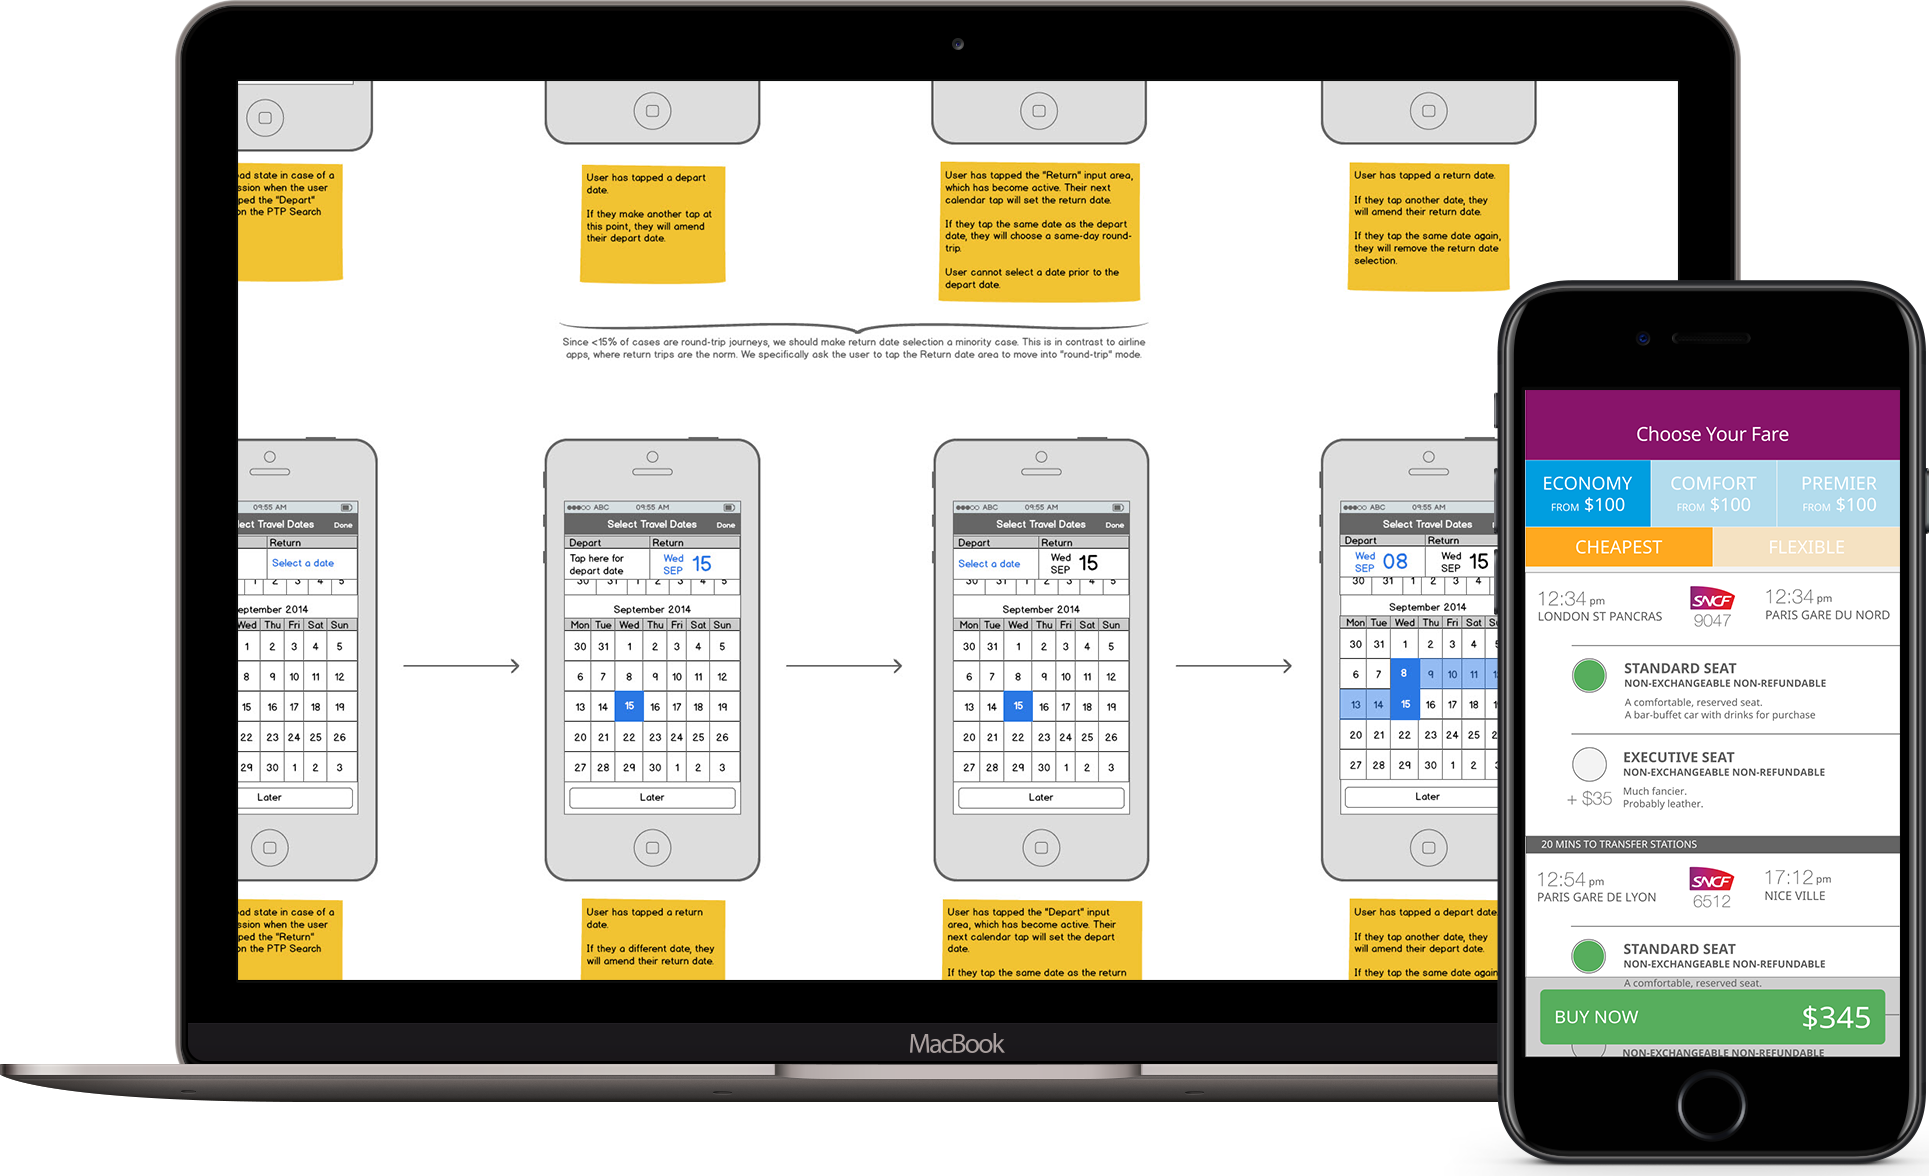 ad state in case of a
ssion when the user
ped the "Depart"
on the PTP Search
User has tapped a depart
date.
If they make another tap at
this point, they will amend
their depart date.
User has tapped the "Return" input area,
which has become active. Their next
calendar tap will set the return date.
If they tap the same date as the depart
date, they will choose a same-day round-
trip.
User cannot select a date prior to the
depart date.
User has tapped a return date.
If they tap another date, they
will amend their return date.
If they tap the same date again,
they will remove the return date
selection.
Since <15% of cases are round-trip journeys, we should make return date selection a minority case. This is in contrast to airline
apps, where return trips are the norm. We specifically ask the user to tap the Return date area to move into "round-trip" mode.
09:55 AM
lect Travel Dates Done
Return
Select a date
1 2 3 4 5
eptember 2014
Wed Thu Fri Sat Sun
1 2 3 4 5
8 9 10 11 12
15 16 17 18 19
22 23 24 25 26
29 30 1 2 3
Later
ABC 09:55 AM
Select Travel Dates Done
Depart Return
Tap here for
depart date
Wed
SEP 15
30 31 1 2 3 4 5
September 2014
Mon Tue Wed Thu Fri Sat Sun
30 31 1 2 3 4 5
6 7 8 9 10 11 12
13 14 15 16 17 18 19
20 21 22 23 24 25 26
27 28 29 30 1 2 3
Later
ABC 09:55 AM
Select Travel Dates Done
Depart Return
Select a date
Wed
SEP 15
30 31 1 2 3 4 5
September 2014
Mon Tue Wed Thu Fri Sat Sun
30 31 1 2 3 4 5
6 7 8 9 10 11 12
13 14 15 16 17 18 19
20 21 22 23 24 25 26
27 28 29 30 1 2 3
Later
ABC 09:55 AM
Select Travel Dates
Depart Return
Wed
SEP 08
Wed
SEP 15
30 31 1 2 3 4
September 2014
Mon Tue Wed Thu Fri Sat S
30 31 1 2 3 4
6 7 8 9 10 11 1
13 14 15 16 17 18 1
20 21 22 23 24 25 2
27 28 29 30 1 2
Later
ad state in case of a
ssion when the user
ped the "Return"
on the PTP Search
User has tapped a return
date.
If they a different date, they
will amend their return date.
User has tapped the "Depart" input
area, which has become active. Their
next calendar tap will set the depart
date.
If they tap the same date as the return
User has tapped a depart date
If they tap another date, they
will amend their depart date.
If they tap the same date again
MacBook
Choose Your Fare
ECONOMY
FROM $100
COMFORT
FROM $100
PREMIER
FROM $100
CHEAPEST FLEXIBLE
12:34 pm
LONDON ST PANCRAS
SNCF
9047
12:34 pm
PARIS GARE DU NORD
STANDARD SEAT
NON-EXCHANGEABLE NON-REFUNDABLE
A comfortable, reserved seat.
A bar-buffet car with drinks for purchase
EXECUTIVE SEAT
NON-EXCHANGEABLE NON-REFUNDABLE
+ $35
Much fancier.
Probably leather.
20 MINS TO TRANSFER STATIONS
12:54 pm
PARIS GARE DE LYON
SNCF
6512
17:12 pm
NICE VILLE
STANDARD SEAT
NON-EXCHANGEABLE NON-REFUNDABLE
A comfortable, reserved seat.
BUY NOW $345
NON-EXCHANGEABLE NON-REFUNDABLE